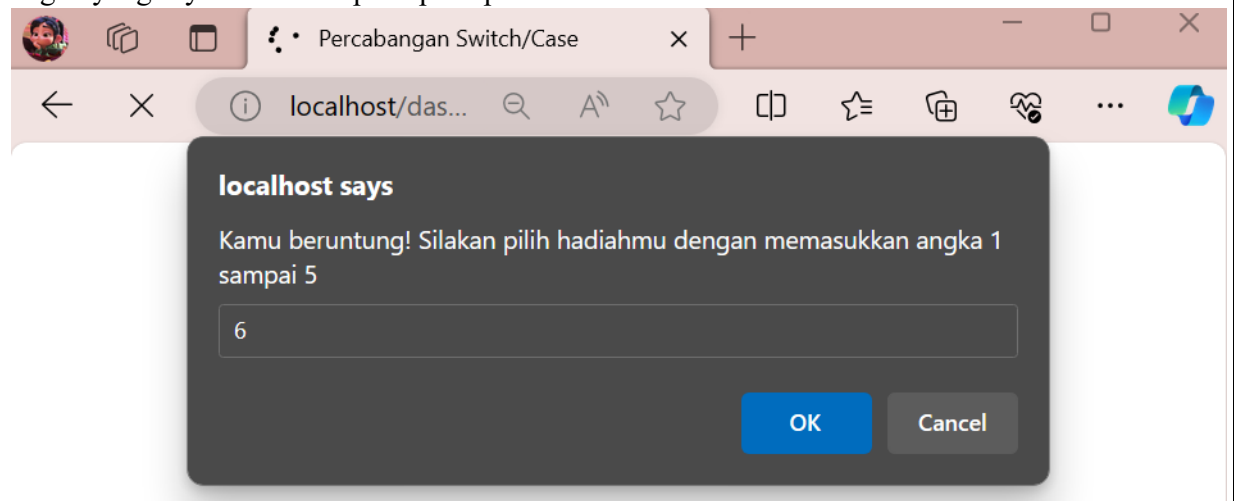 Percabangan Switch/Case
localhost/das...
localhost says
Kamu beruntung! Silakan pilih hadiahmu dengan memasukkan angka 1
sampai 5
6
OK Cancel